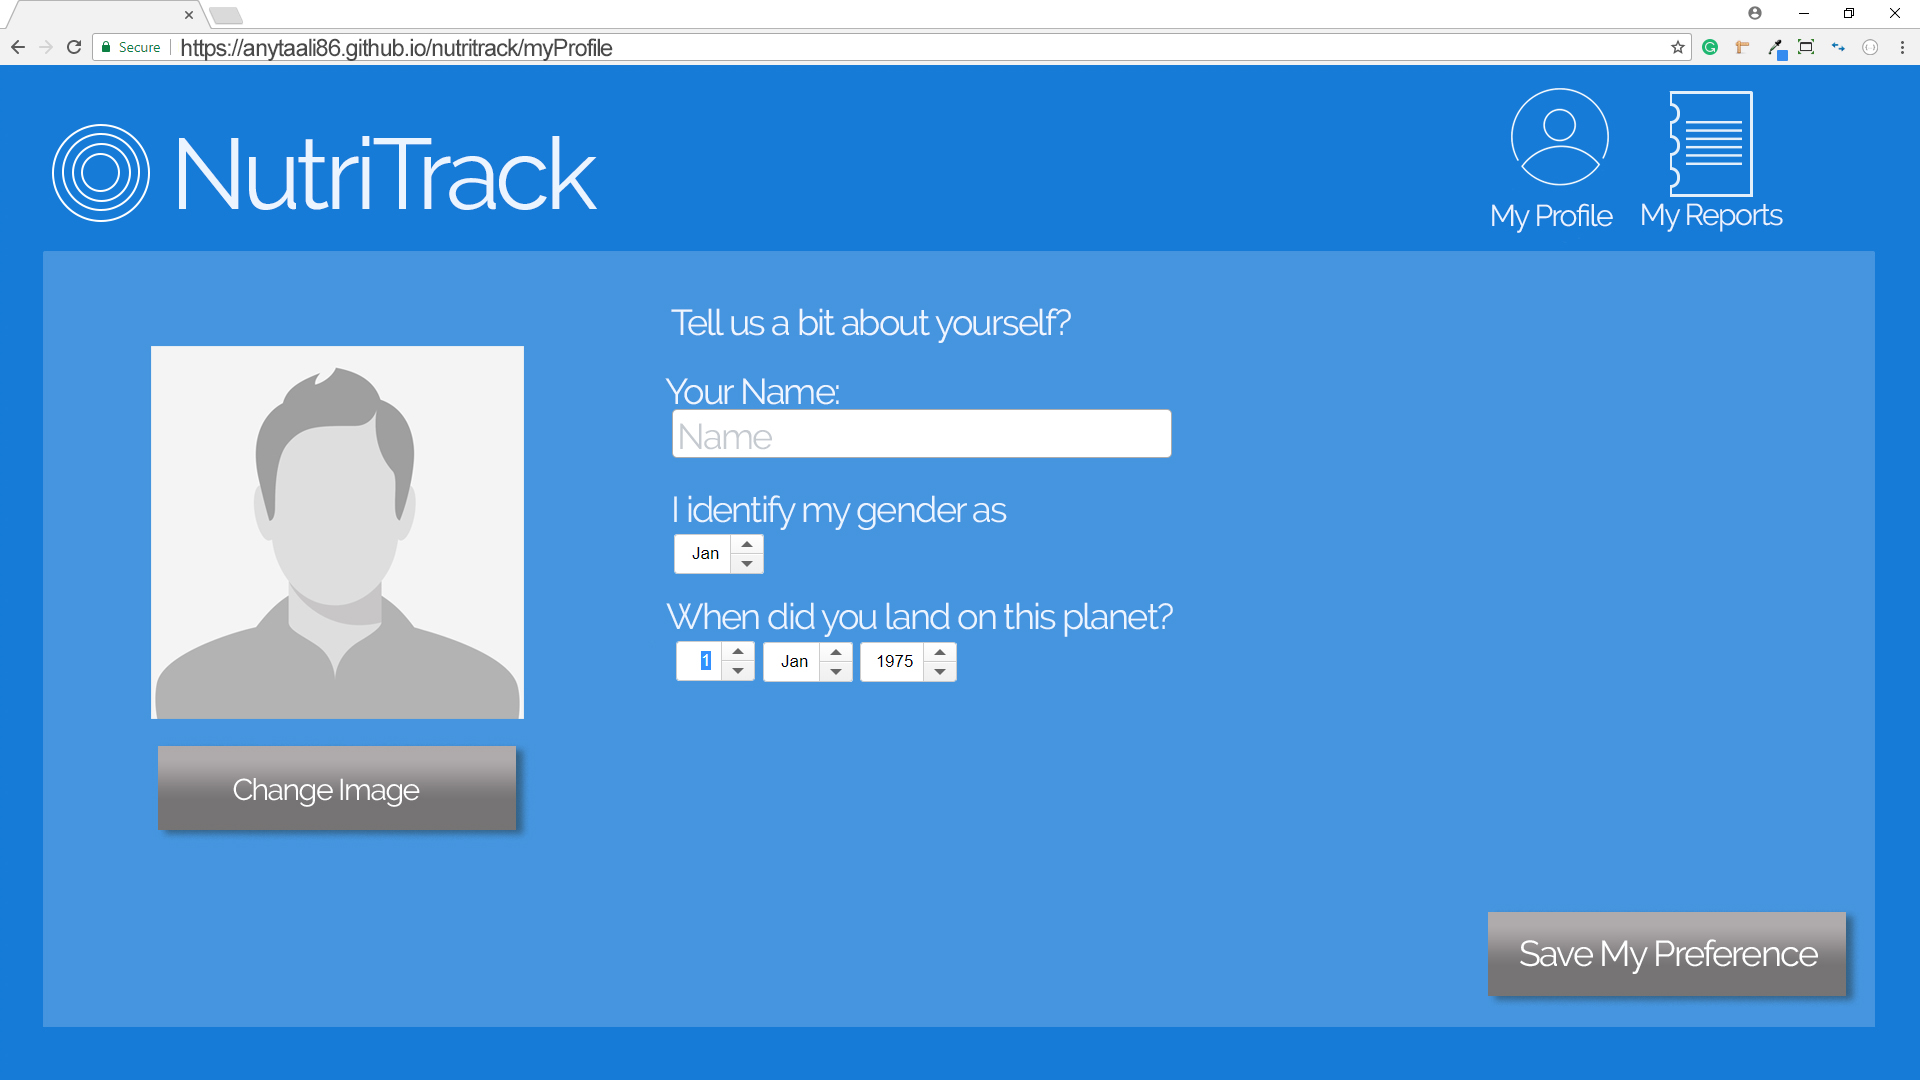 Secure
https://anytaali86.github.io/nutritrack/myProfile
NutriTrack
My Profile
My Reports
Tell us a bit about yourself?
Your Name:
Name
I identify my gender as
Jan
When did you land on this planet?
1 Jan 1975
Change Image
Save My Preference